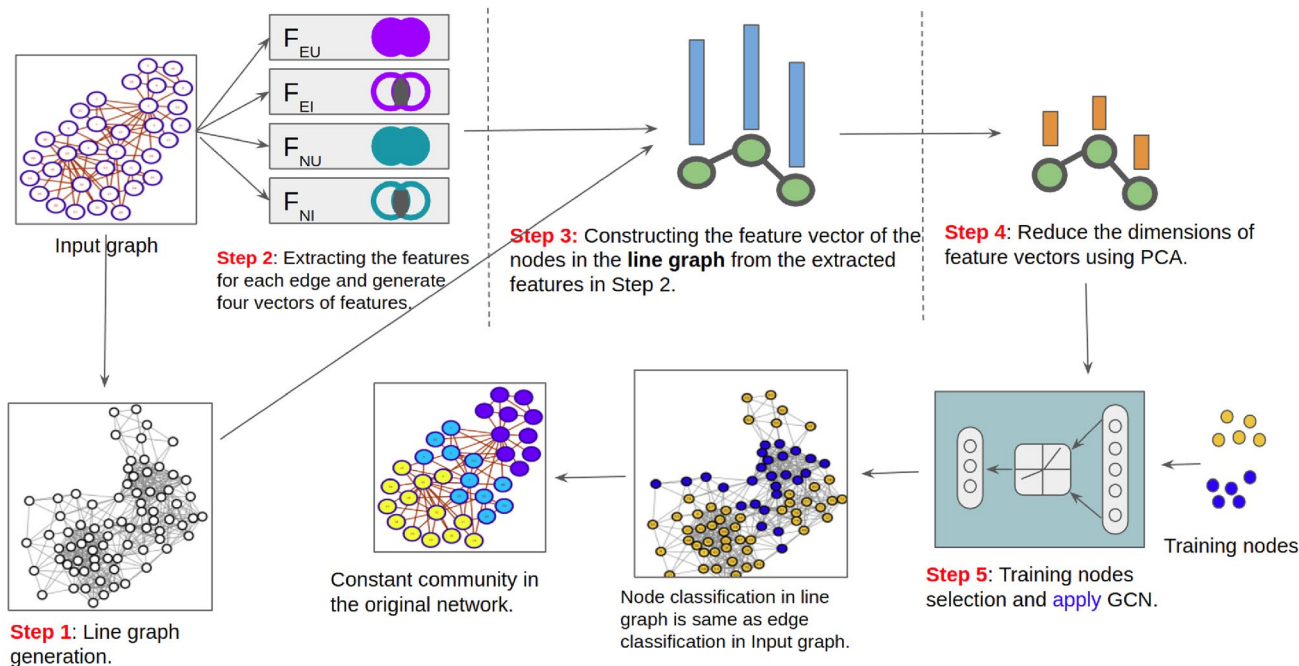 F_EU
F_EI
F_NU
F_NI
Input graph
Step 2: Extracting the features
for each edge and generate
four vectors of features.
Step 3: Constructing the feature vector of the
nodes in the line graph from the extracted
features in Step 2.
Step 4: Reduce the dimensions of
feature vectors using PCA.
Step 1: Line graph
generation.
Constant community in
the original network.
Node classification in line
graph is same as edge
classification in Input graph.
Step 5: Training nodes
selection and apply GCN.
Training nodes